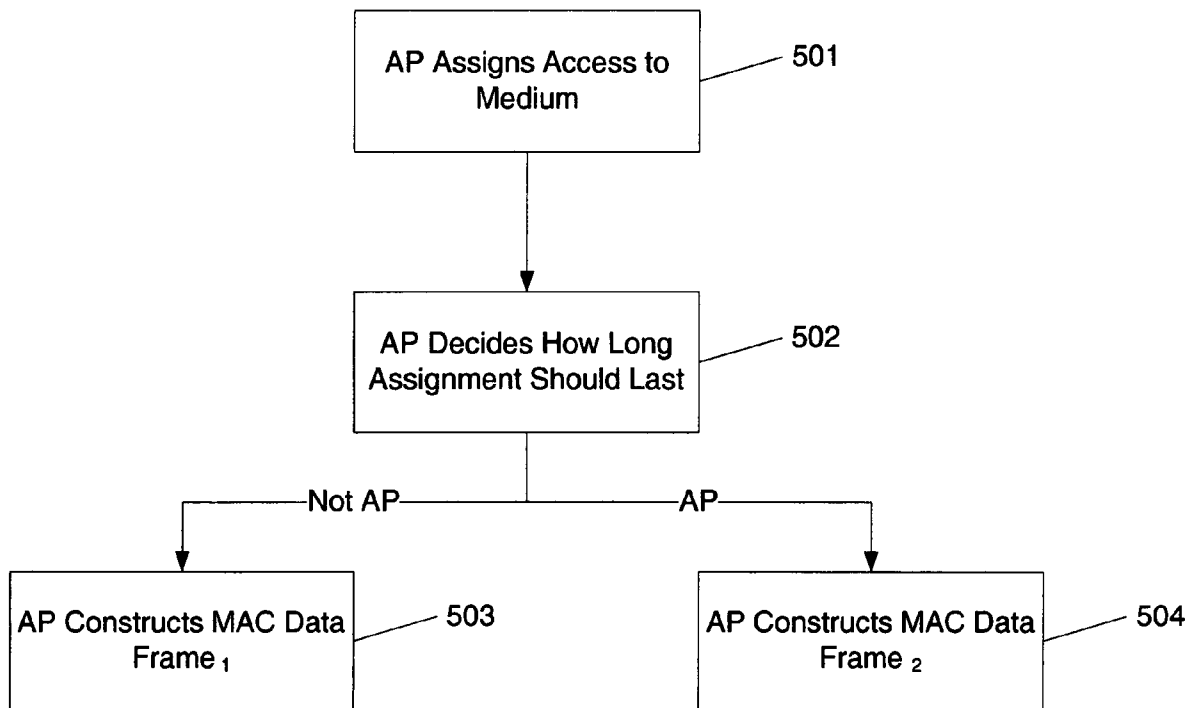 AP Assigns Access to
Medium
501
AP Decides How Long
Assignment Should Last
502
Not AP
AP
AP Constructs MAC Data
Frame 1
503
AP Constructs MAC Data
Frame 2
504